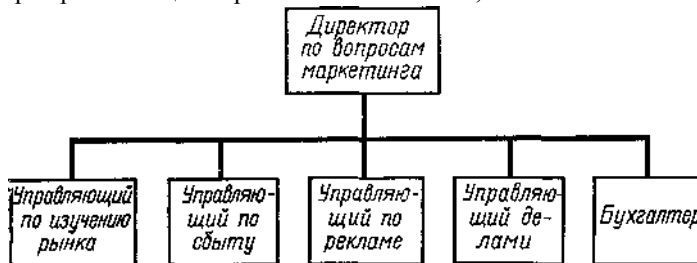 Директор
по вопросам
маркетинга
Управляющий
по изучению
рынка
Управляю-
щий по
сбыту
Управляю-
щий по
рекламе
Управляю-
щий де-
лами
Бухгалтер